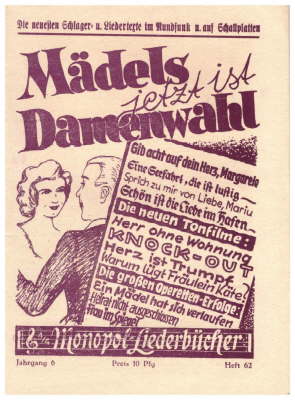 Die neuesten Schlager- u. Liedertexte im Rundfunk u. auf Schallplatten
Mädels
jetzt ist
Damenwahl
Gib acht auf dein Herz, Margarete
Eine Seefahrt, die ist lustig
Sprich zu mir von Liebe, Mariu
Schön ist die Liebe im Hafen
Die neuen Tonfilme:
Herr ohne Wohnung
KNOCK-OUT
Herz ist Trumpf
Warum lügt Fräulein Käte?
Die großen Operetten-Erfolge:
Ein Mädel hat sich verlaufen
Heirat nicht ausgeschlossen
Frau im Spiegel
Monopol-Liederbücher
Jahrgang 6 Preis 10 Pfg Heft 62